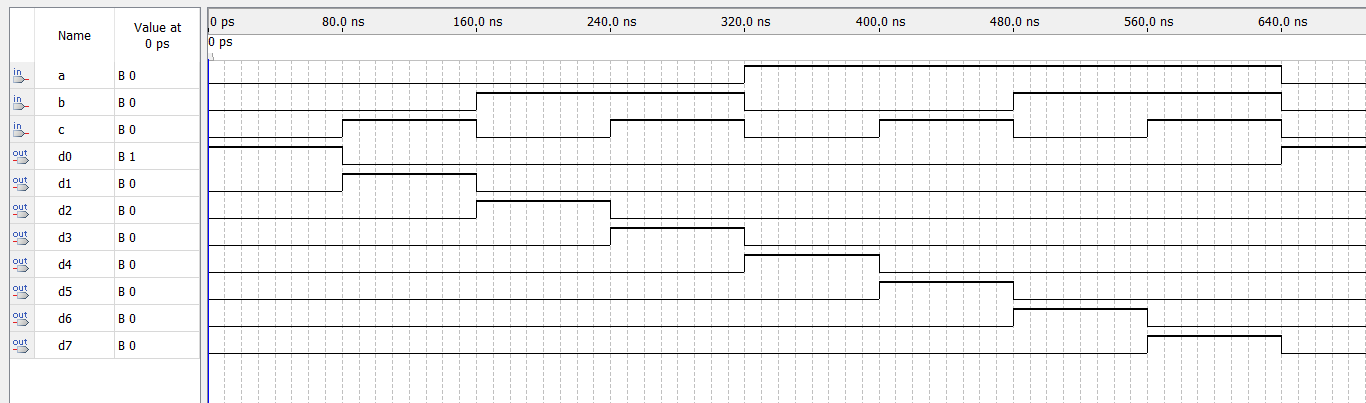 Name
Value at
0 ps
0 ps 80.0 ns 160.0 ns 240.0 ns 320.0 ns 400.0 ns 480.0 ns 560.0 ns 640.0 ns
0 ps
in a B 0
in b B 0
in c B 0
out d0 B 1
out d1 B 0
out d2 B 0
out d3 B 0
out d4 B 0
out d5 B 0
out d6 B 0
out d7 B 0